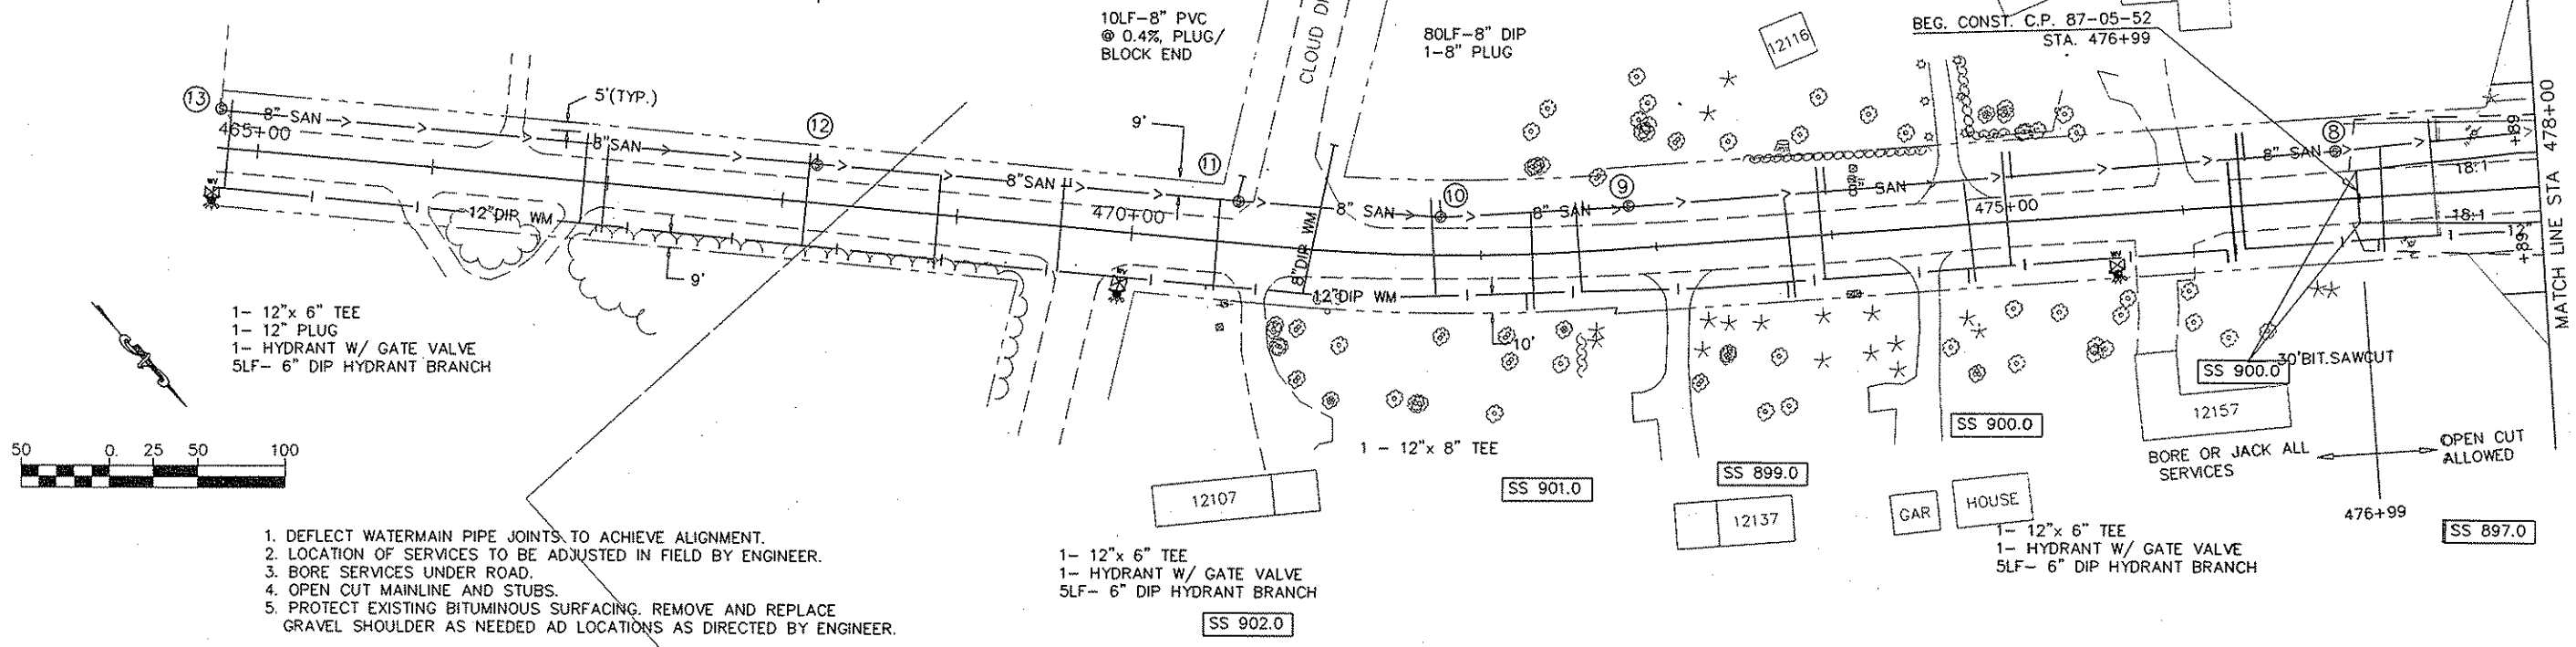 10LF-8" PVC
@ 0.4%, PLUG/
BLOCK END
CLOUD
80LF-8" DIP
1-8" PLUG
12116
BEG. CONST. C.P. 87-05-52
STA. 476+99
13
8" SAN
465+00
5'(TYP.)
8"SAN
12
9'
11
8"SAN
470+00
8" SAN
10
8" SAN
9
SAN
475+00
8" SAN
8
+89
18:1
18:1
12"
+89
MATCH LINE STA 478+00
12"DIP WM
9'
8"DIP WM
12"DIP WM
10'
1- 12"x 6" TEE
1- 12" PLUG
1- HYDRANT W/ GATE VALVE
5LF- 6" DIP HYDRANT BRANCH
30'BIT.SAWCUT
SS 900.0
12157
50 0. 25 50 100
1 - 12"x 8" TEE
SS 900.0
BORE OR JACK ALL
SERVICES
OPEN CUT
ALLOWED
12107
SS 901.0
SS 899.0
12137
GAR
HOUSE
476+99
SS 897.0
1. DEFLECT WATERMAIN PIPE JOINTS TO ACHIEVE ALIGNMENT.
2. LOCATION OF SERVICES TO BE ADJUSTED IN FIELD BY ENGINEER.
3. BORE SERVICES UNDER ROAD.
4. OPEN CUT MAINLINE AND STUBS.
5. PROTECT EXISTING BITUMINOUS SURFACING. REMOVE AND REPLACE
GRAVEL SHOULDER AS NEEDED AD LOCATIONS AS DIRECTED BY ENGINEER.
1- 12"x 6" TEE
1- HYDRANT W/ GATE VALVE
5LF- 6" DIP HYDRANT BRANCH
SS 902.0
1- 12"x 6" TEE
1- HYDRANT W/ GATE VALVE
5LF- 6" DIP HYDRANT BRANCH